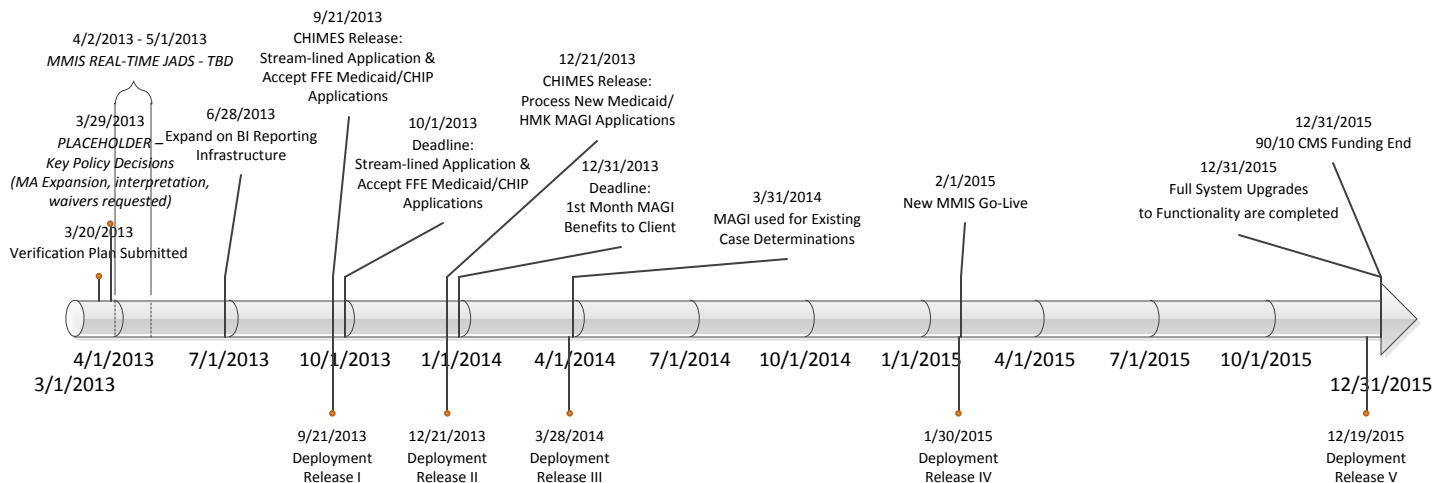 4/2/2013 - 5/1/2013
MMIS REAL-TIME JADS - TBD
3/29/2013
PLACEHOLDER –
Key Policy Decisions
(MA Expansion, interpretation,
waivers requested)
3/20/2013
Verification Plan Submitted
6/28/2013
Expand on BI Reporting
Infrastructure
9/21/2013
CHIMES Release:
Stream-lined Application &
Accept FFE Medicaid/CHIP
Applications
10/1/2013
Deadline:
Stream-lined Application &
Accept FFE Medicaid/CHIP
Applications
12/21/2013
CHIMES Release:
Process New Medicaid/
HMK MAGI Applications
12/31/2013
Deadline:
1st Month MAGI
Benefits to Client
3/31/2014
MAGI used for Existing
Case Determinations
2/1/2015
New MMIS Go-Live
12/31/2015
Full System Upgrades
to Functionality are completed
12/31/2015
90/10 CMS Funding End
4/1/2013 7/1/2013 10/1/2013 1/1/2014 4/1/2014 7/1/2014 10/1/2014 1/1/2015 4/1/2015 7/1/2015 10/1/2015
3/1/2013 12/31/2015
9/21/2013
Deployment
Release I
12/21/2013
Deployment
Release II
3/28/2014
Deployment
Release III
1/30/2015
Deployment
Release IV
12/19/2015
Deployment
Release V